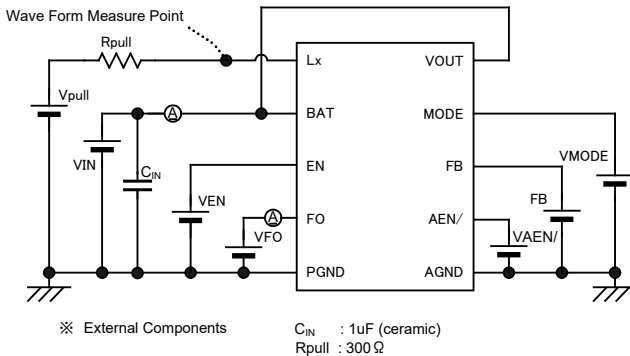 Wave Form Measure Point
Rpull
Lx
VOUT
Vpull
A
BAT
MODE
VIN
CIN
EN
FB
VMODE
VEN
FO
A
AEN/
FB
VFO
VAEN/
PGND
AGND
※ External Components
CIN : 1uF (ceramic)
Rpull : 300Ω